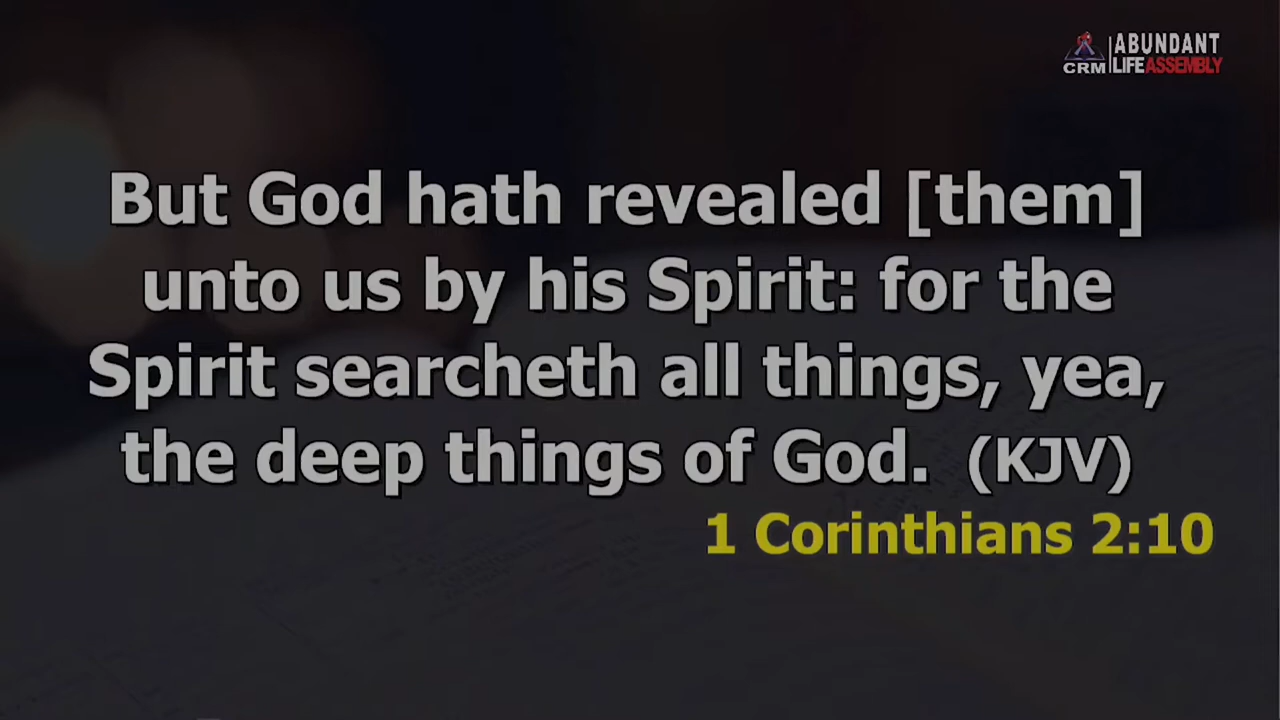 CRM
ABUNDANT
LIFE ASSEMBLY
But God hath revealed [them]
unto us by his Spirit: for the
Spirit searcheth all things, yea,
the deep things of God. (KJV)
1 Corinthians 2:10